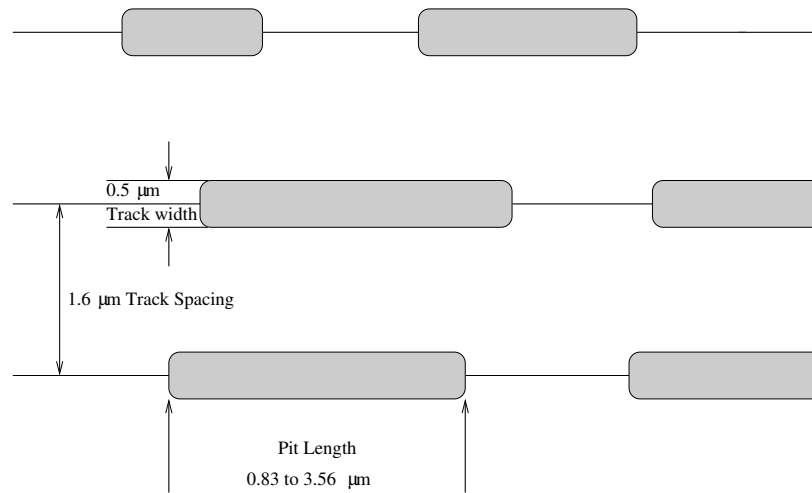 0.5 μm
Track width
1.6 μm Track Spacing
Pit Length
0.83 to 3.56 μm